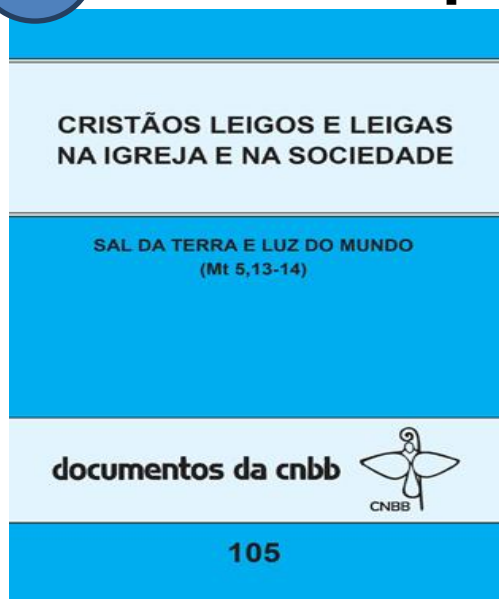 CRISTÃOS LEIGOS E LEIGAS
NA IGREJA E NA SOCIEDADE
SAL DA TERRA E LUZ DO MUNDO
(Mt 5,13-14)
documentos da cnbb
CNBB
105